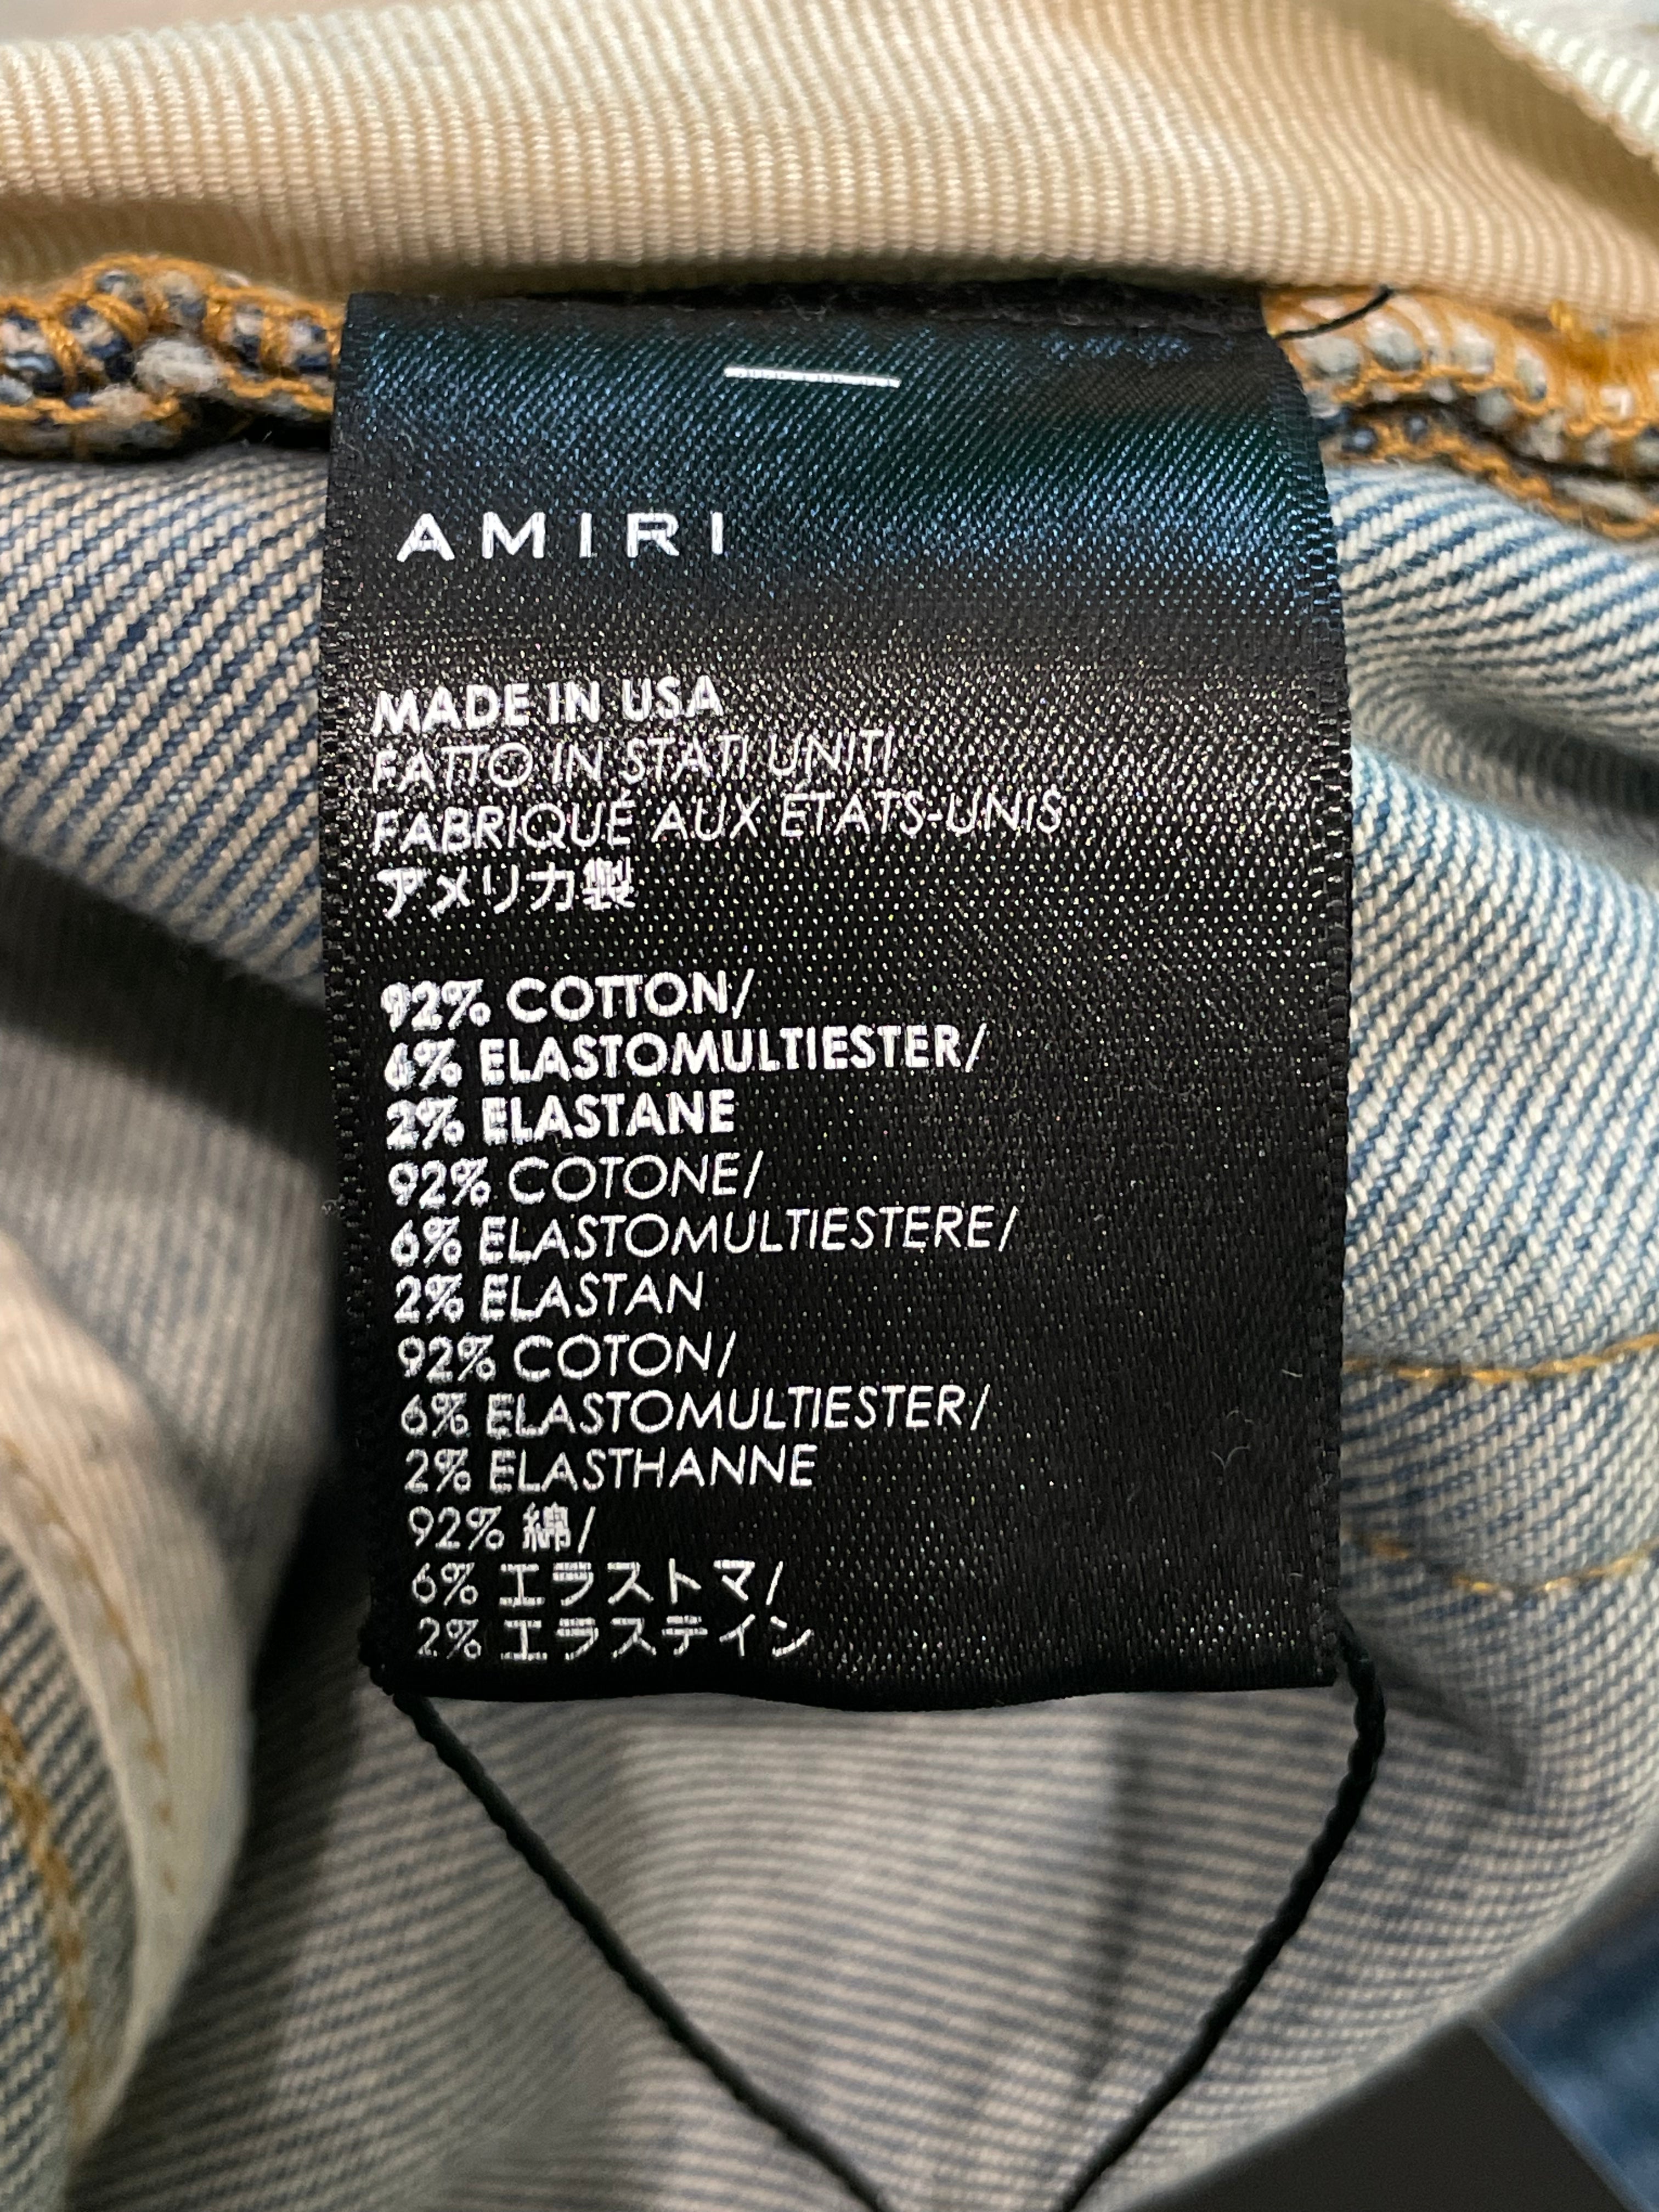 AMIRI
MADE IN USA
FATTO IN STATI UNITI
FABRIQUÉ AUX ÉTATS-UNIS
アメリカ製
92% COTTON/
6% ELASTOMULTIESTER/
2% ELASTANE
92% COTONE/
6% ELASTOMULTIESTERE/
2% ELASTAN
92% COTON/
6% ELASTOMULTIESTER/
2% ELASTHANNE
92% 綿/
6% エラストマ/
2% エラステイン